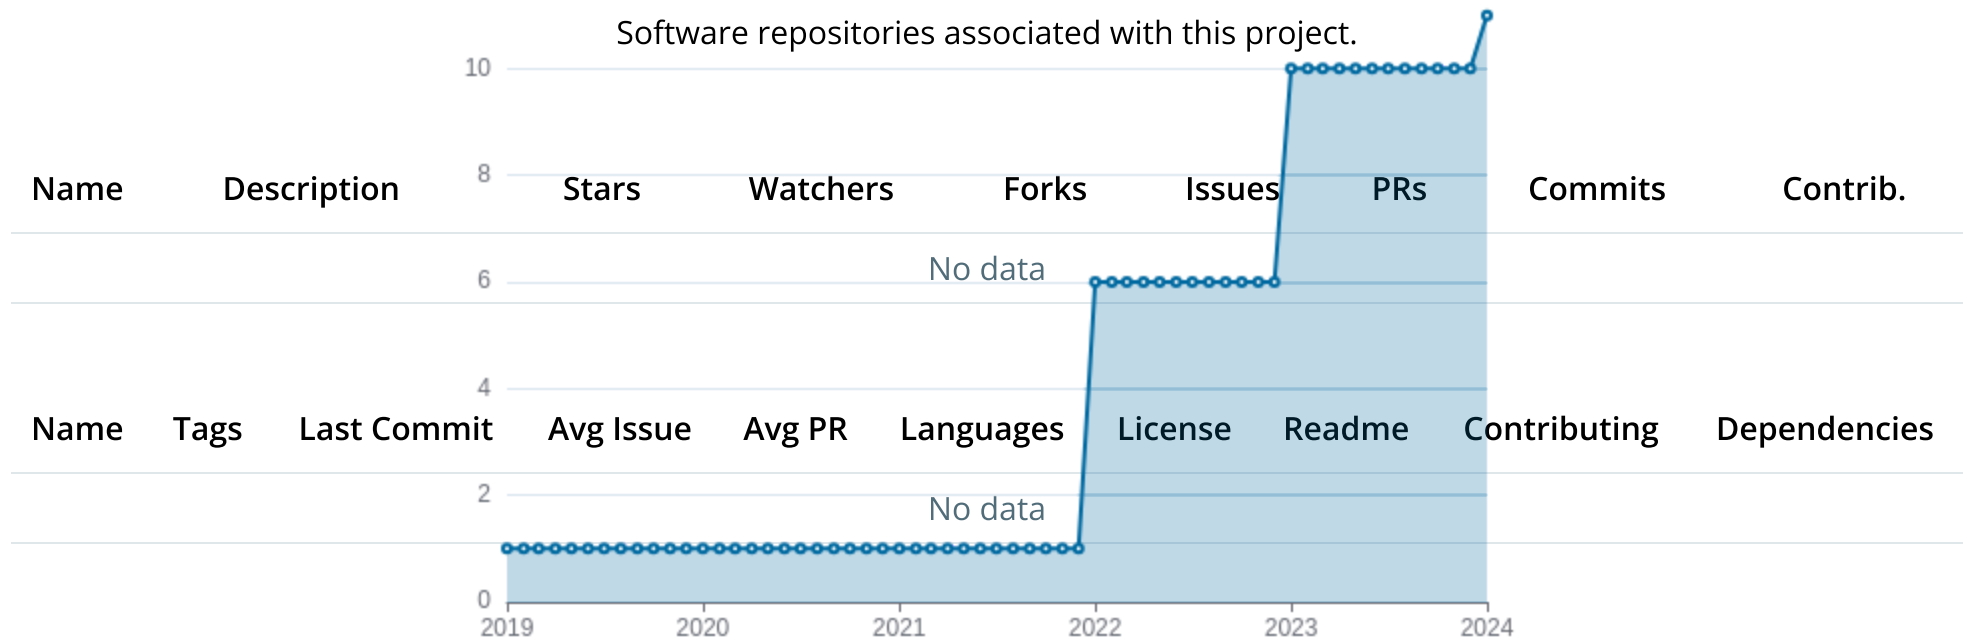 Software repositories associated with this project.
10
8
Name Description Stars Watchers Forks Issues PRs Commits Contrib.
No data
6
4
Name Tags Last Commit Avg Issue Avg PR Languages License Readme Contributing Dependencies
2
No data
0
2019 2020 2021 2022 2023 2024